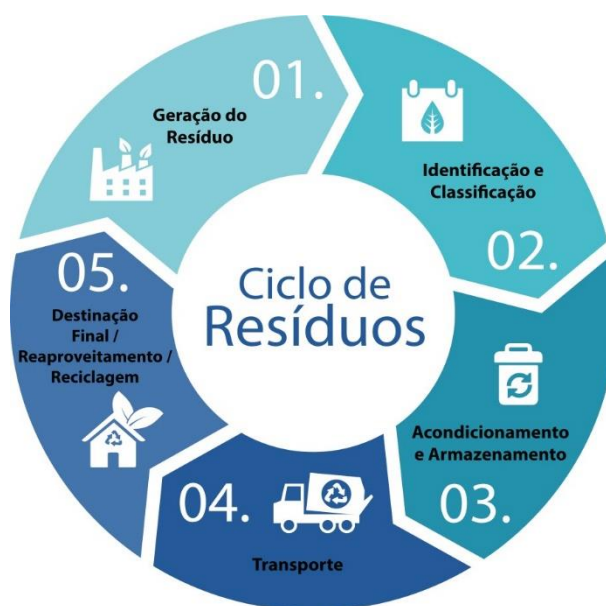 Ciclo de
Resíduos
01.
Geração do
Resíduo
Identificação e
Classificação
02.
Acondicionamento
e Armazenamento
03.
04.
Transporte
05.
Destinação
Final /
Reaproveitamento /
Reciclagem